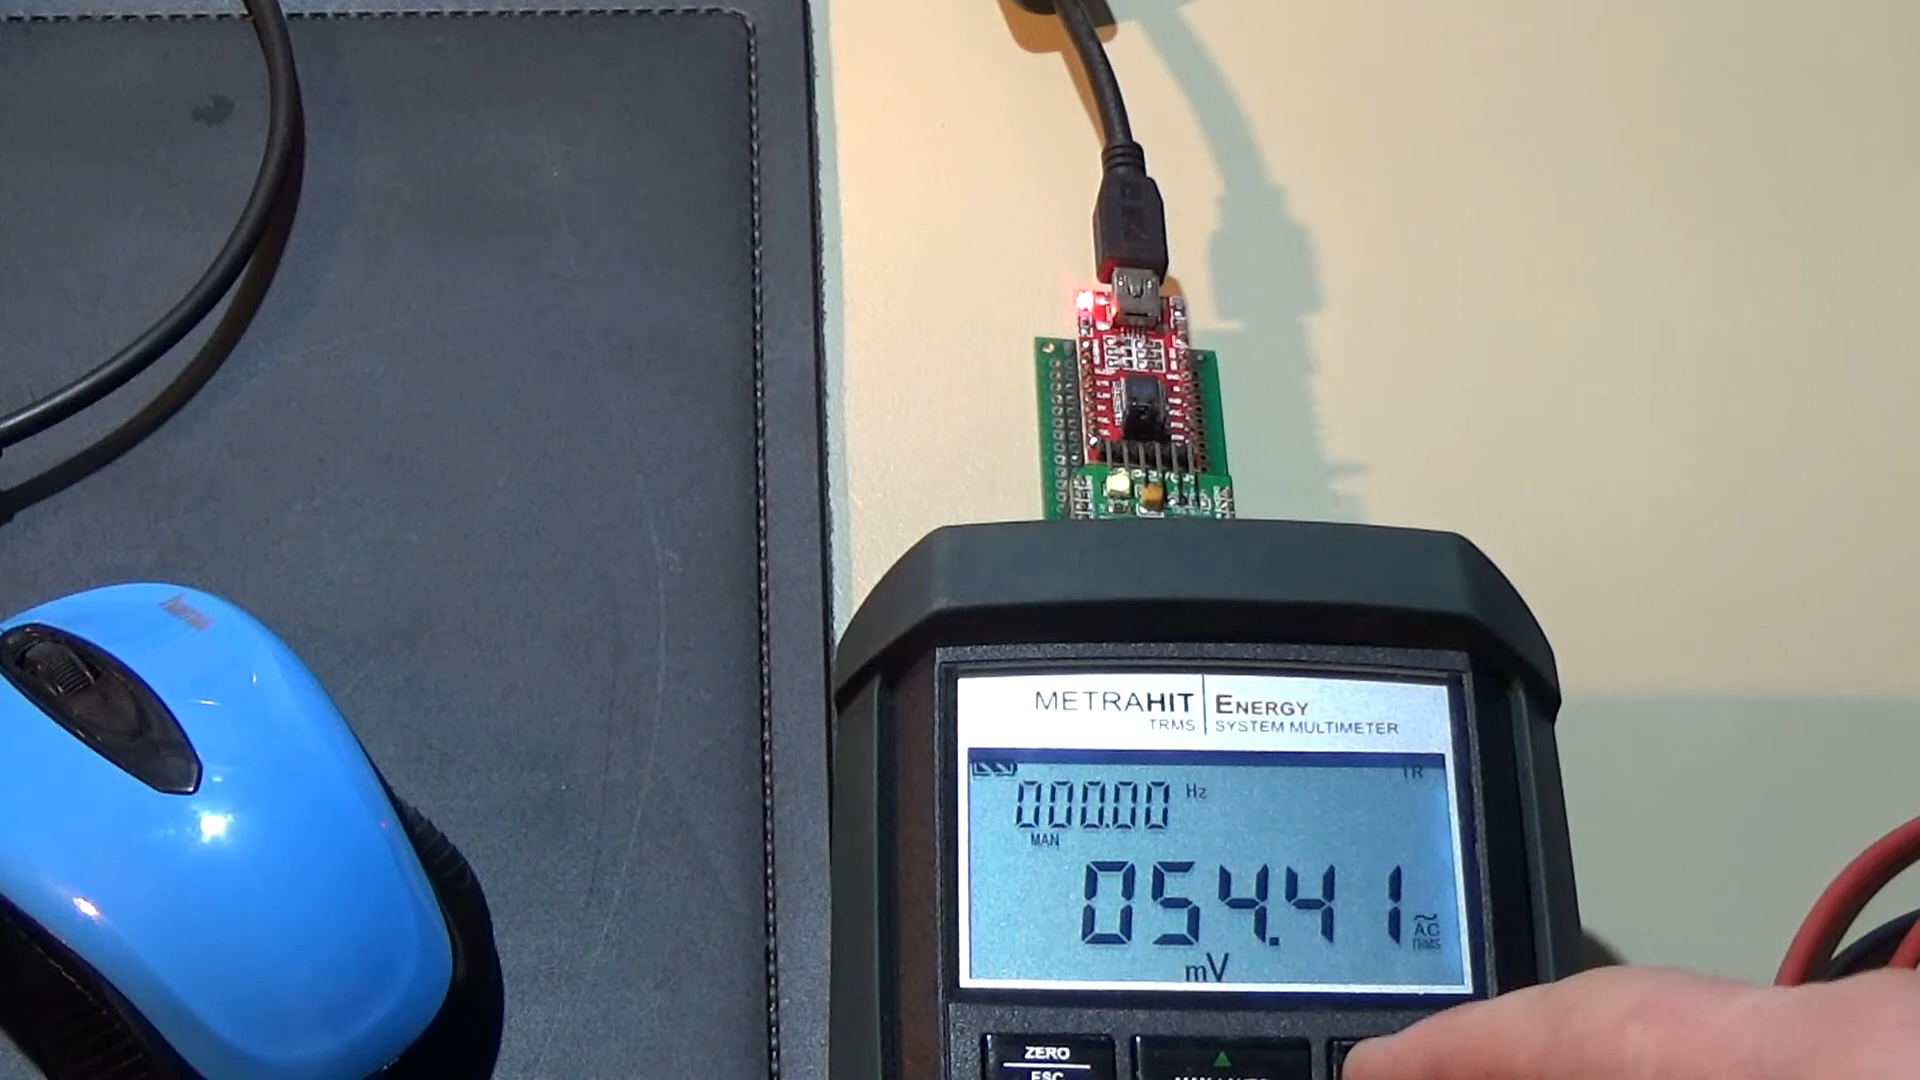 METRAHIT ENERGY
TRMS SYSTEM MULTIMETER
TR
000.00 Hz
MAN
054.41
AC
TRMS
mV
ZERO
ESC